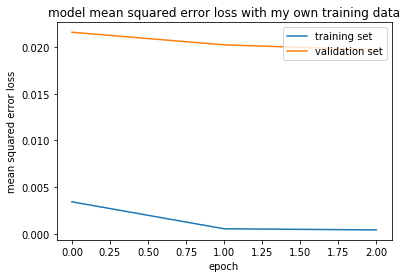 model mean squared error loss with my own training data
training set
validation set
mean squared error loss
0.020
0.015
0.010
0.005
0.000
0.00 0.25 0.50 0.75 1.00 1.25 1.50 1.75 2.00
epoch